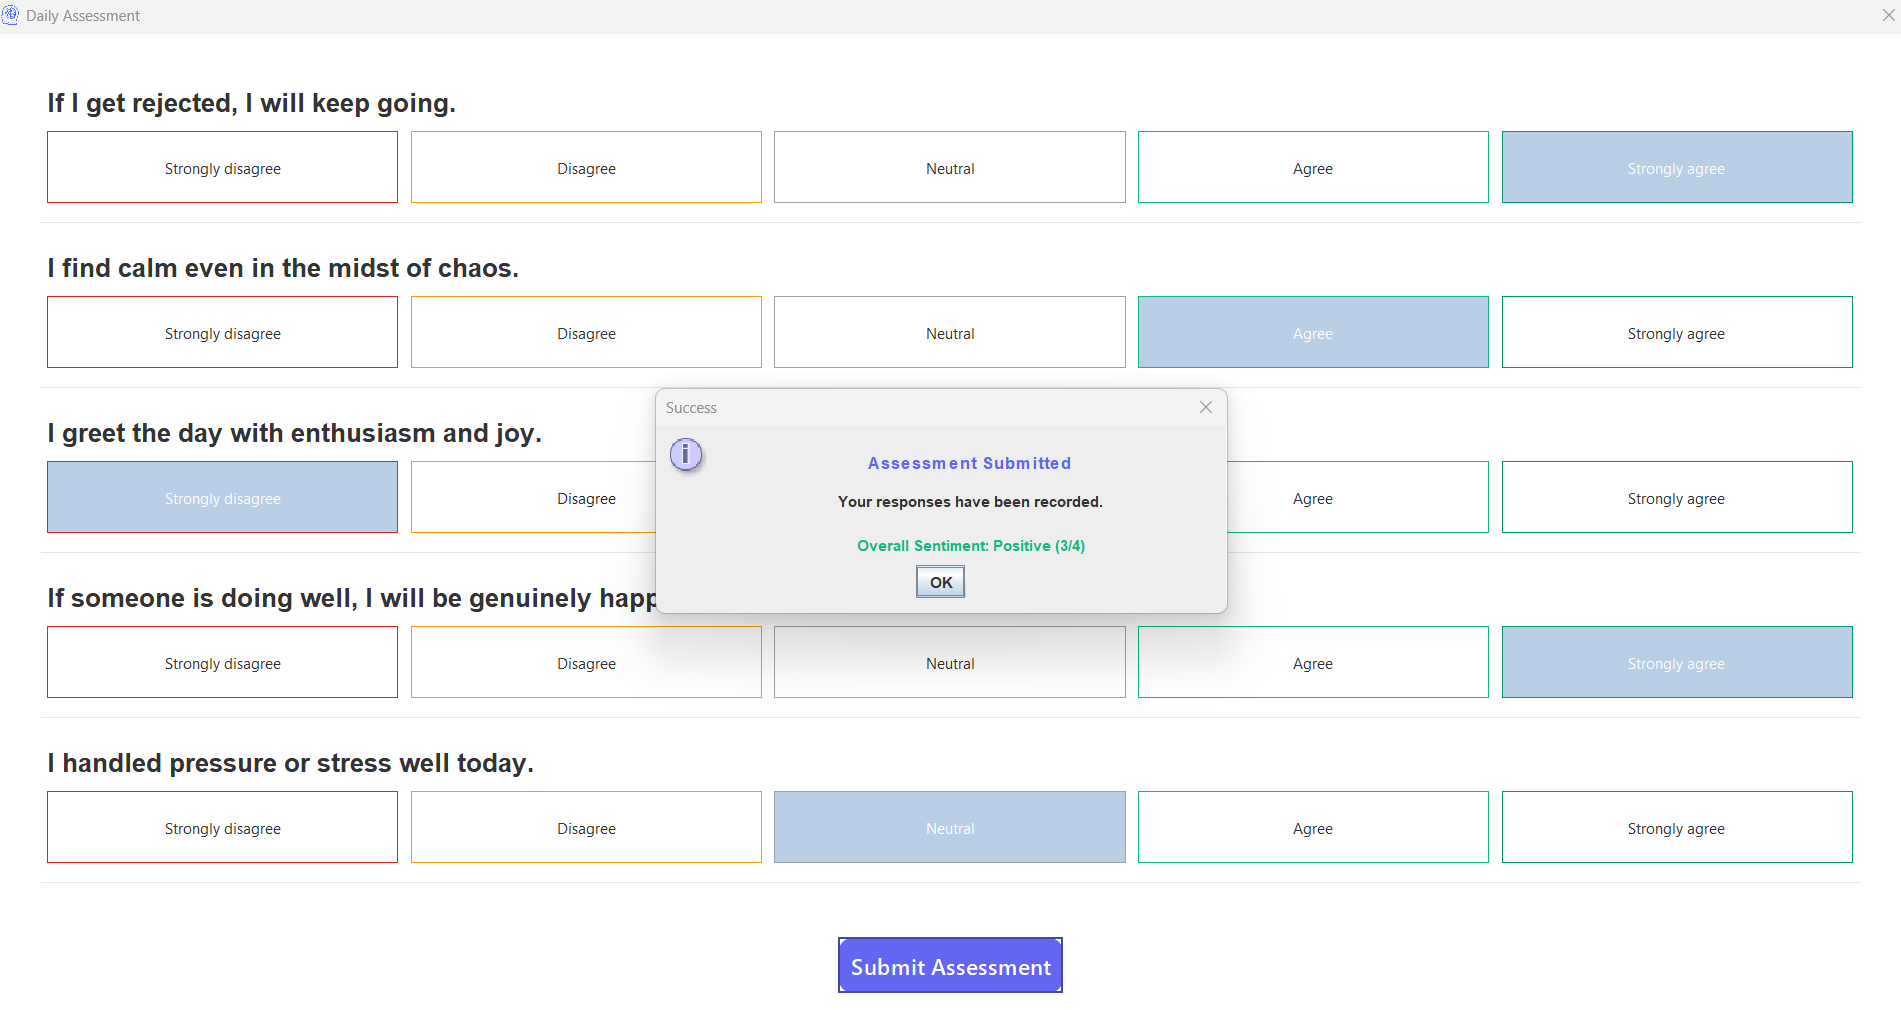 Daily Assessment
If I get rejected, I will keep going.
Strongly disagree Disagree Neutral Agree Strongly agree
I find calm even in the midst of chaos.
Strongly disagree Disagree Neutral Agree Strongly agree
I greet the day with enthusiasm and joy.
Strongly disagree Disagree Agree Strongly agree
Success
Assessment Submitted
Your responses have been recorded.
Overall Sentiment: Positive (3/4)
OK
If someone is doing well, I will be genuinely happ
Strongly disagree Disagree Neutral Agree Strongly agree
I handled pressure or stress well today.
Strongly disagree Disagree Neutral Agree Strongly agree
Submit Assessment